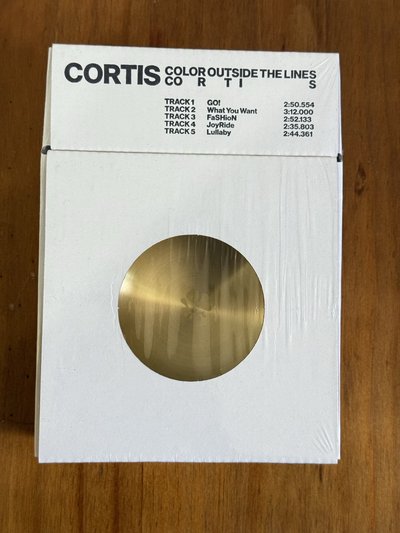 CORTIS COLOR OUTSIDE THE LINES
CO R TI S
TRACK 1 GO! 2:50.554
TRACK 2 What You Want 3:12.000
TRACK 3 FaSHioN 2:52.133
TRACK 4 JoyRide 2:35.803
TRACK 5 Lullaby 2:44.361